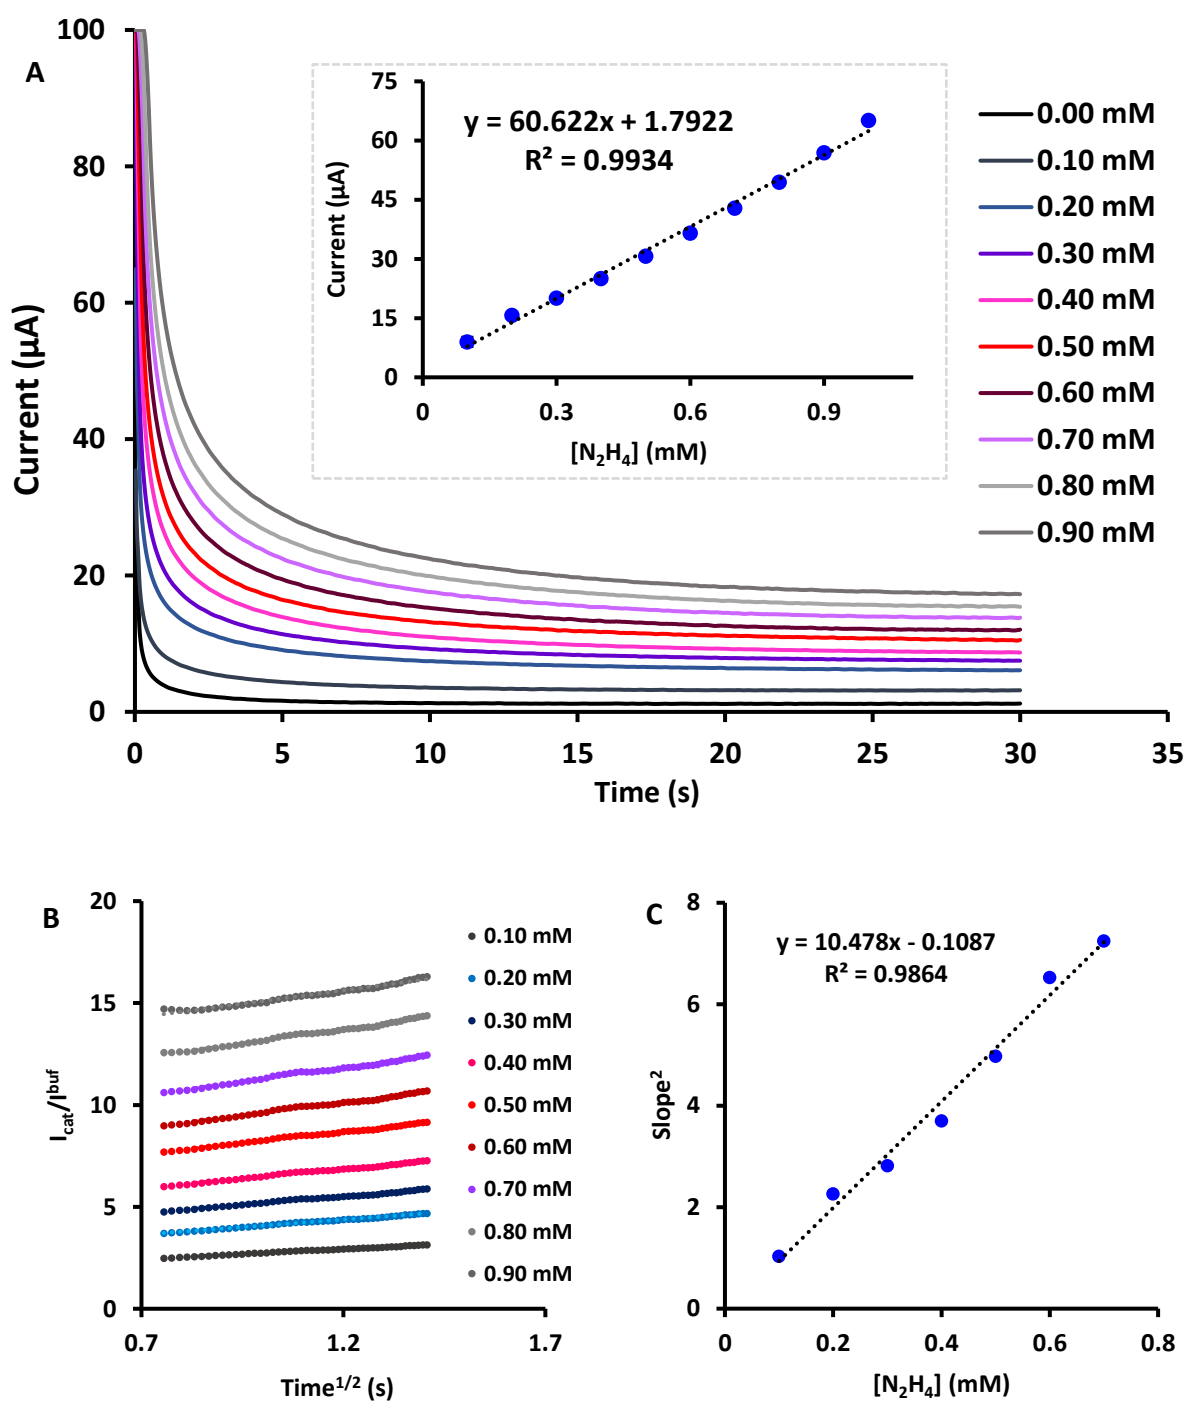 A
100
80
60
40
20
0
Current (µA)
0 5 10 15 20 25 30 35
Time (s)
75
60
45
30
15
0
Current (µA)
y = 60.622x + 1.7922
R² = 0.9934
0 0.3 0.6 0.9
[N₂H₄] (mM)
0.00 mM
0.10 mM
0.20 mM
0.30 mM
0.40 mM
0.50 mM
0.60 mM
0.70 mM
0.80 mM
0.90 mM
B
20
15
10
5
0
I_cat/I^buf
0.7 1.2 1.7
Time^1/2 (s)
0.10 mM
0.20 mM
0.30 mM
0.40 mM
0.50 mM
0.60 mM
0.70 mM
0.80 mM
0.90 mM
C
8
6
4
2
0
Slope²
y = 10.478x - 0.1087
R² = 0.9864
0 0.2 0.4 0.6 0.8
[N₂H₄] (mM)